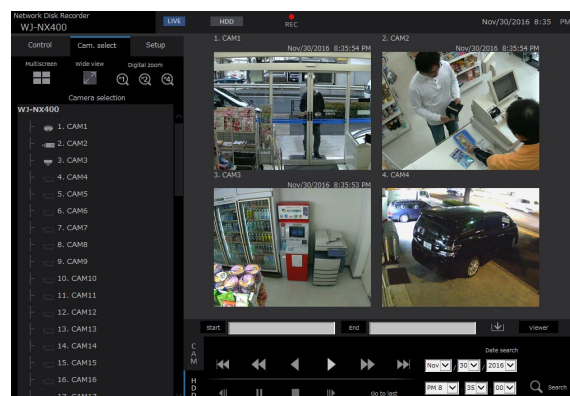 Network Disk Recorder
WJ-NX400
LIVE
HDD
REC
Nov/30/2016 8:35 PM
Control
Cam. select
Setup
Multiscreen
Wide view
Digital zoom
x1
x2
x4
Camera selection
WJ-NX400
1. CAM1
2. CAM2
3. CAM3
4. CAM4
5. CAM5
6. CAM6
7. CAM7
8. CAM8
9. CAM9
10. CAM10
11. CAM11
12. CAM12
13. CAM13
14. CAM14
15. CAM15
16. CAM16
17. CAM17
1. CAM1
Nov/30/2016 8:35:54 PM
2. CAM2
Nov/30/2016 8:35:54 PM
3. CAM3
Nov/30/2016 8:35:53 PM
4. CAM4
Start
End
Viewer
CAM
HDD
Date search
Nov / 30 / 2016
PM 8 35 00
Search
Go to last